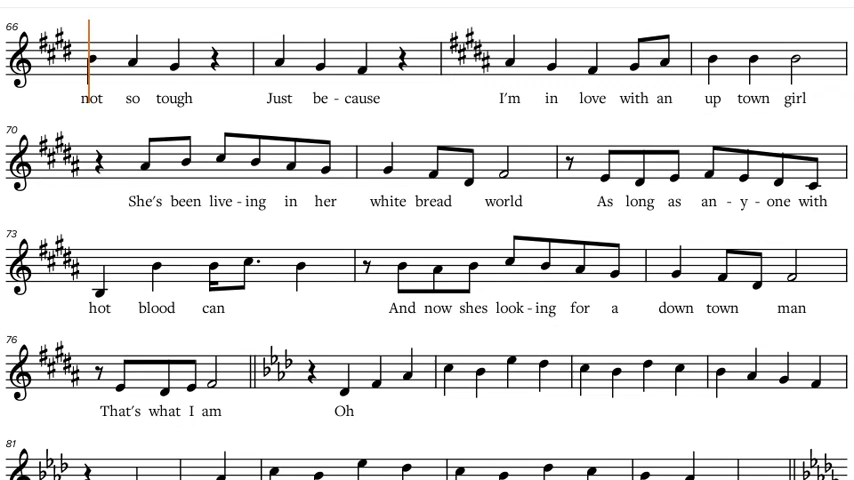 66
not so tough Just be - cause I'm in love with an up town girl
70
She's been live - ing in her white bread world As long as an - y - one with
73
hot blood can And now shes look - ing for a down town man
76
That's what I am Oh
81